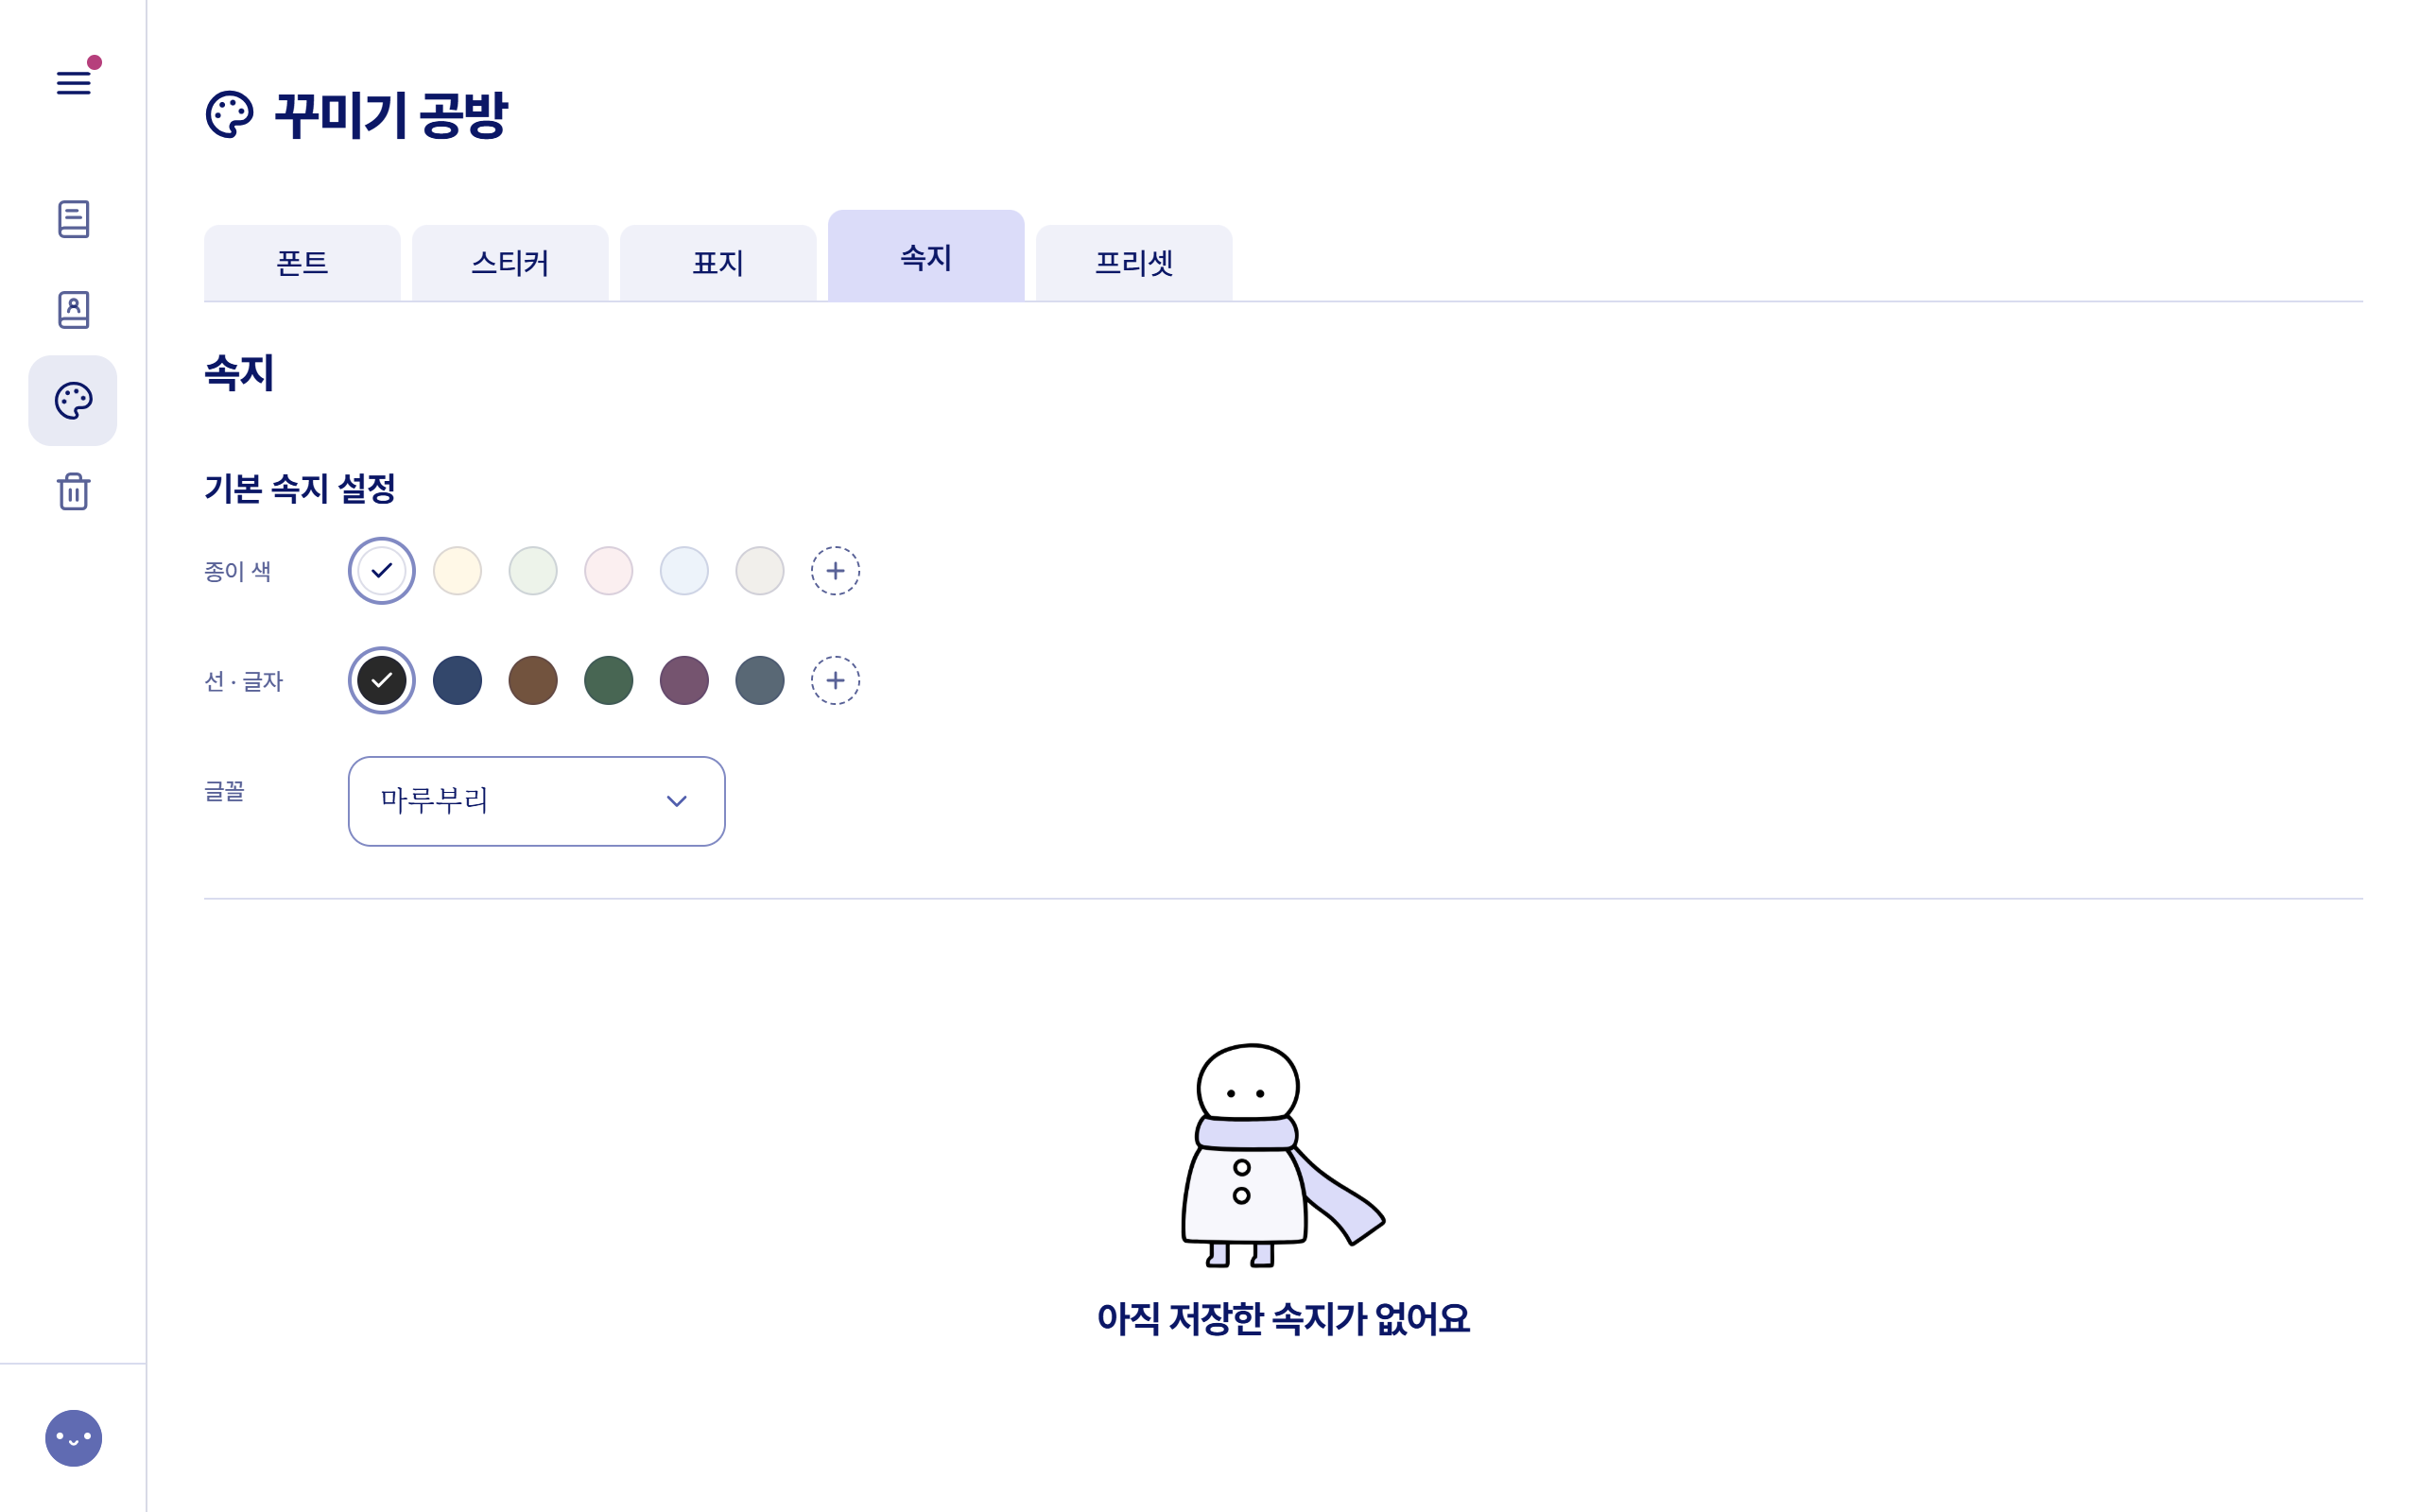 꾸미기 공방
폰트 스티커 표지 속지 프리셋
속지
기본 속지 설정
종이 색
선 · 글자
글꼴 마루부리
아직 저장한 속지가 없어요